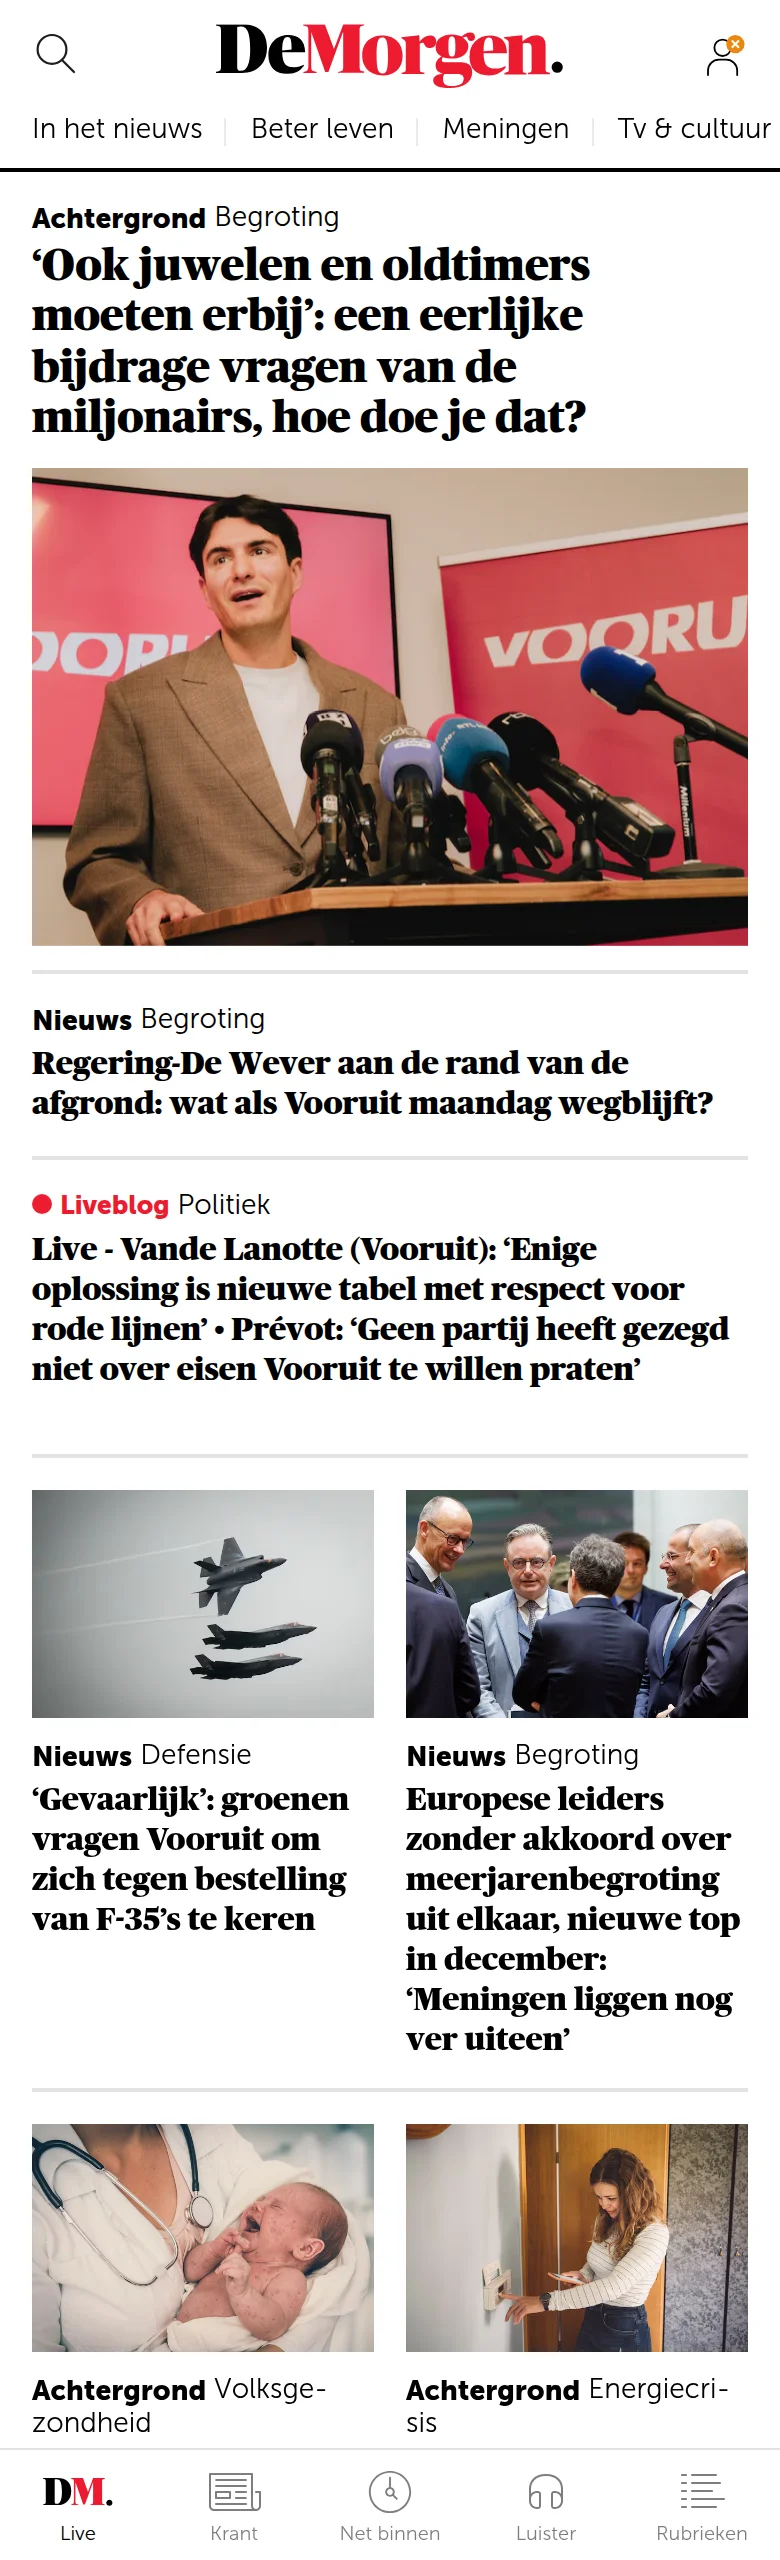 DeMorgen.
In het nieuws
Beter leven
Meningen
Tv & cultuur
Achtergrond Begroting
‘Ook juwelen en oldtimers
moeten erbij’: een eerlijke
bijdrage vragen van de
miljonairs, hoe doe je dat?
OORU
VOORU
RTL
Millenium
Nieuws Begroting
Regering-De Wever aan de rand van de
afgrond: wat als Vooruit maandag wegblijft?
Liveblog Politiek
Live - Vande Lanotte (Vooruit): ‘Enige
oplossing is nieuwe tabel met respect voor
rode lijnen’ • Prévot: ‘Geen partij heeft gezegd
niet over eisen Vooruit te willen praten’
Nieuws Defensie
‘Gevaarlijk’: groenen
vragen Vooruit om
zich tegen bestelling
van F-35’s te keren
Nieuws Begroting
Europese leiders
zonder akkoord over
meerjarenbegroting
uit elkaar, nieuwe top
in december:
‘Meningen liggen nog
ver uiteen’
Achtergrond Volksge-
zondheid
Achtergrond Energiecri-
sis
DM.
Live
Krant
Net binnen
Luister
Rubrieken